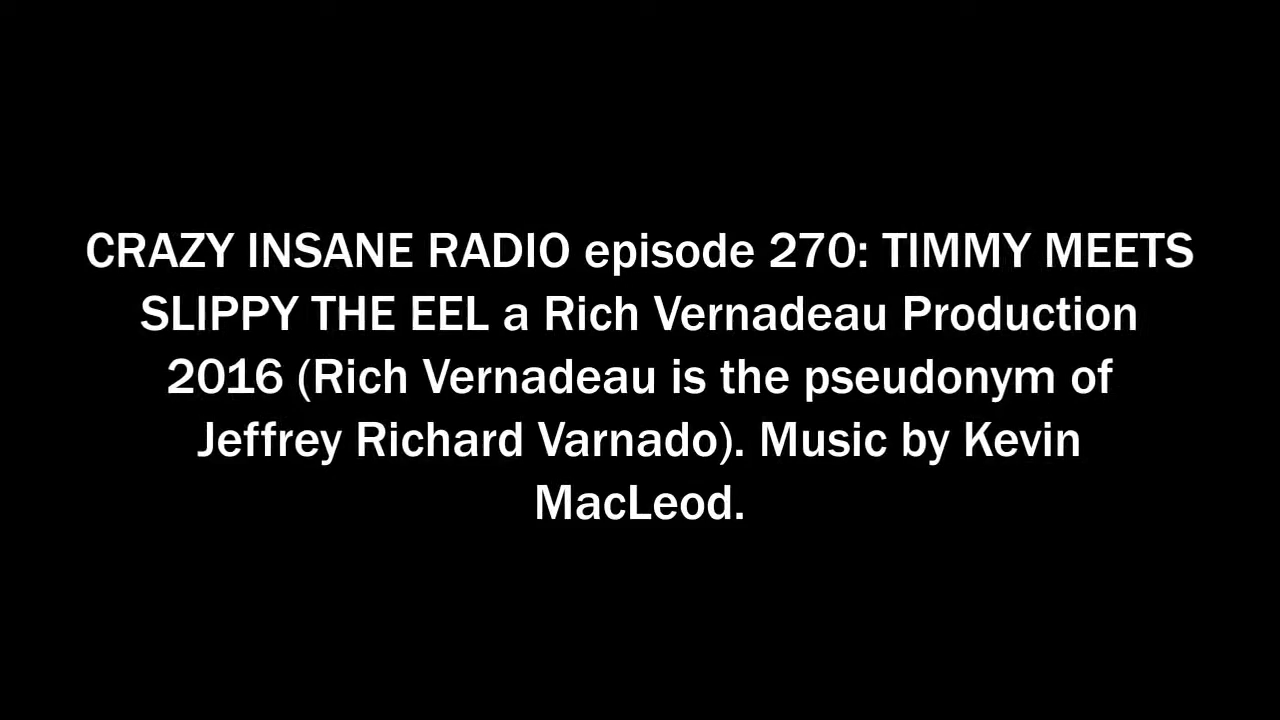 CRAZY INSANE RADIO episode 270: TIMMY MEETS
SLIPPY THE EEL a Rich Vernadeau Production
2016 (Rich Vernadeau is the pseudonym of
Jeffrey Richard Varnado). Music by Kevin
MacLeod.